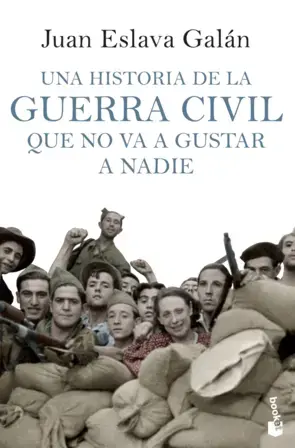 Juan Eslava Galán
UNA HISTORIA DE LA
GUERRA CIVIL
QUE NO VA A GUSTAR
A NADIE
booket